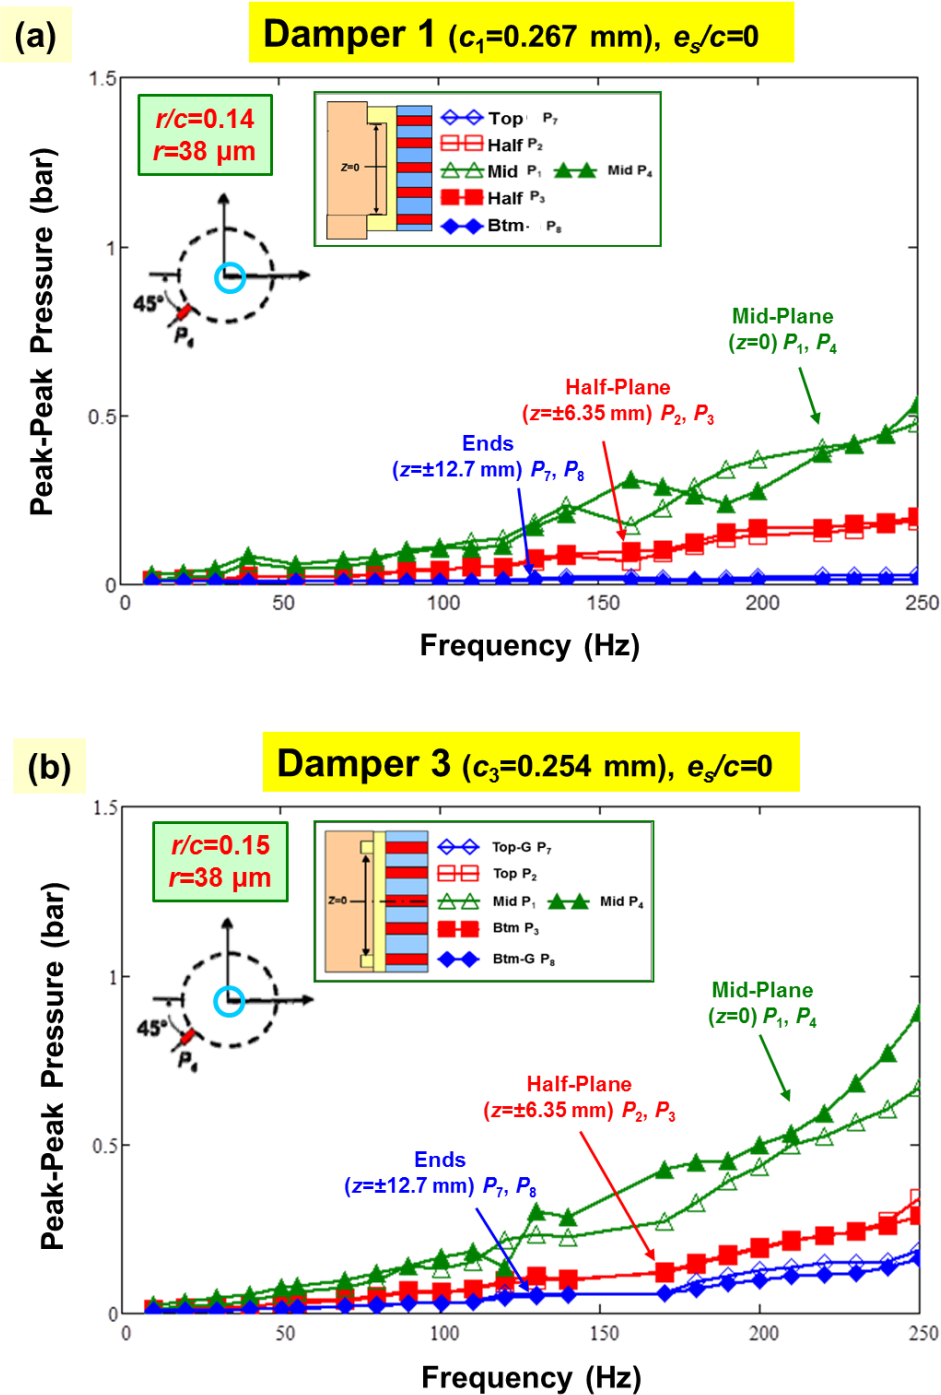 (a)
Damper 1 (c₁=0.267 mm), eₛ/c=0
1.5
1
0.5
0
Peak-Peak Pressure (bar)
r/c=0.14
r=38 µm
45°
P₄
Z=0
Top P₇
Half P₂
Mid P₁ Mid P₄
Half P₃
Btm- P₈
Mid-Plane
(z=0) P₁, P₄
Half-Plane
(z=±6.35 mm) P₂, P₃
Ends
(z=±12.7 mm) P₇, P₈
0 50 100 150 200 250
Frequency (Hz)
(b)
Damper 3 (c₃=0.254 mm), eₛ/c=0
1.5
1
0.5
0
Peak-Peak Pressure (bar)
r/c=0.15
r=38 µm
45°
P₄
Z=0
Top-G P₇
Top P₂
Mid P₁ Mid P₄
Btm P₃
Btm-G P₈
Mid-Plane
(z=0) P₁, P₄
Half-Plane
(z=±6.35 mm) P₂, P₃
Ends
(z=±12.7 mm) P₇, P₈
0 50 100 150 200 250
Frequency (Hz)